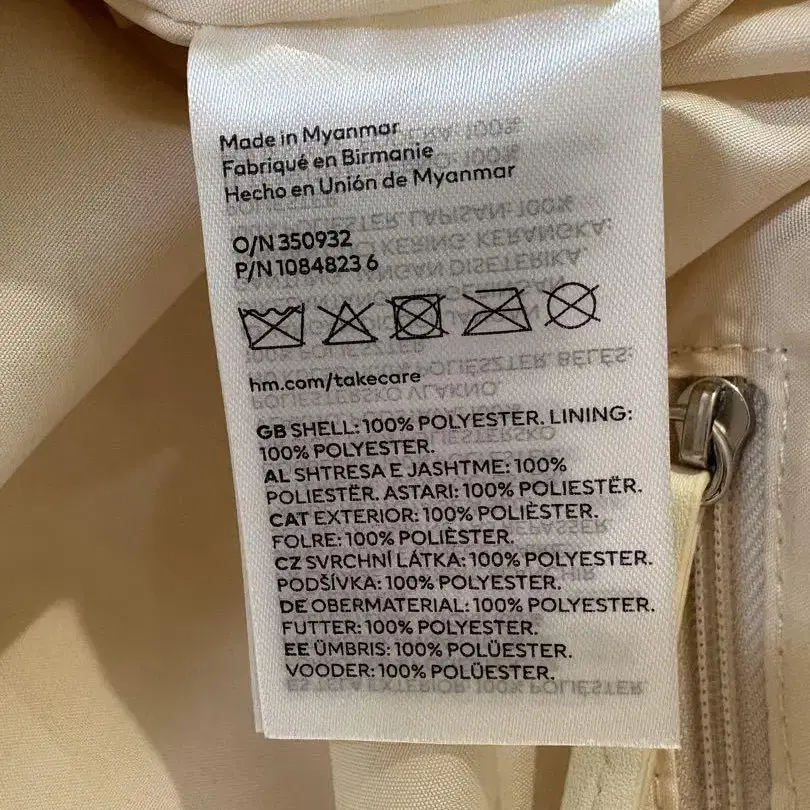 Made in Myanmar
Fabriqué en Birmanie
Hecho en Unión de Myanmar
O/N 350932
P/N 1084823 6
hm.com/takecare
GB SHELL: 100% POLYESTER. LINING:
100% POLYESTER.
AL SHTRESA E JASHTME: 100%
POLIESTËR. ASTARI: 100% POLIESTËR.
CAT EXTERIOR: 100% POLIÈSTER.
FOLRE: 100% POLIÈSTER.
CZ SVRCHNÍ LÁTKA: 100% POLYESTER.
PODŠÍVKA: 100% POLYESTER.
DE OBERMATERIAL: 100% POLYESTER.
FUTTER: 100% POLYESTER.
EE ÜMBRIS: 100% POLÜESTER.
VOODER: 100% POLÜESTER.